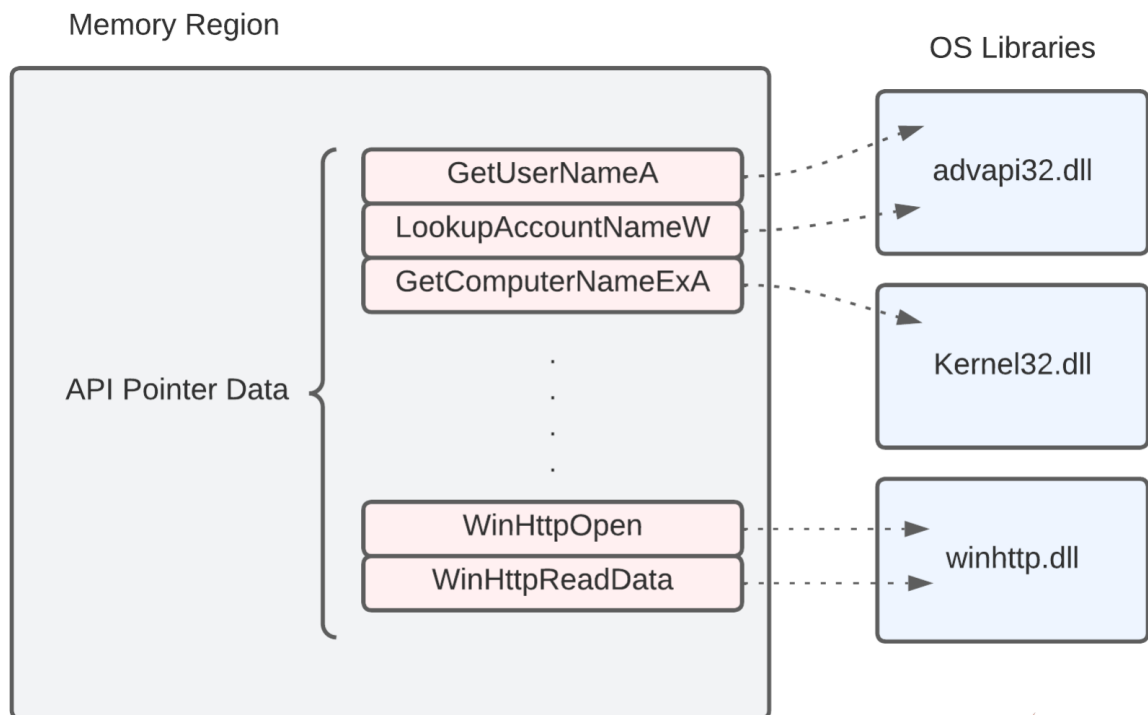 Memory Region
OS Libraries
GetUserNameA
LookupAccountNameW
GetComputerNameExA
.
.
.
.
API Pointer Data
WinHttpOpen
WinHttpReadData
advapi32.dll
Kernel32.dll
winhttp.dll